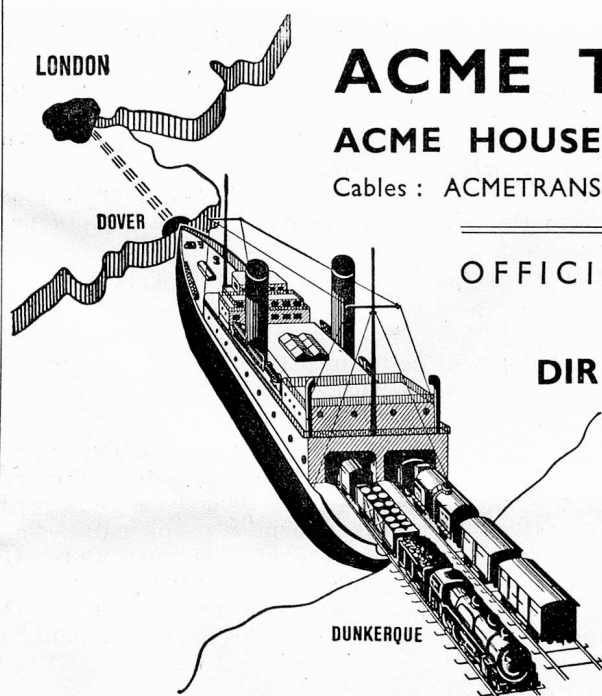 LONDON
ACME T
ACME HOUSE
Cables : ACMETRANS
DOVER
OFFICI
DIR
DUNKERQUE